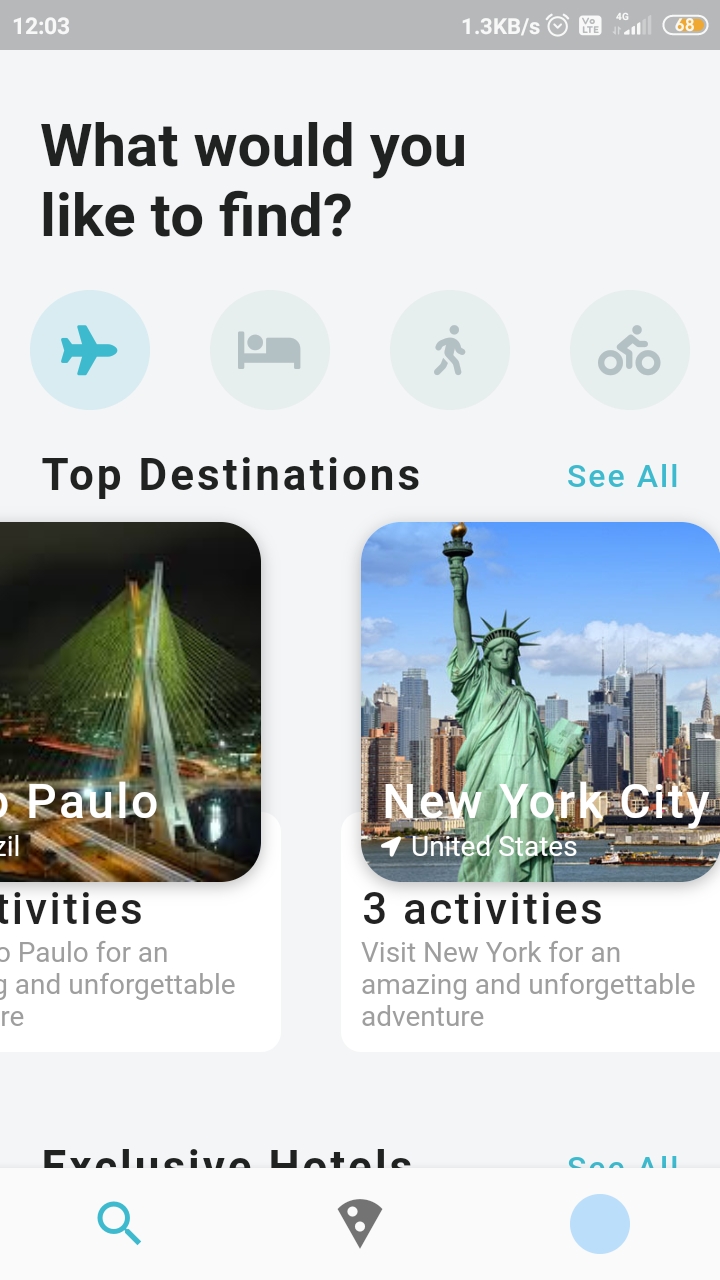 12:03
1.3KB/s
Vo LTE
4G
68
What would you
like to find?
Top Destinations
See All
o Paulo
zil
tivities
o Paulo for an
g and unforgettable
re
New York City
United States
3 activities
Visit New York for an
amazing and unforgettable
adventure
Exclusive Hotels
See All